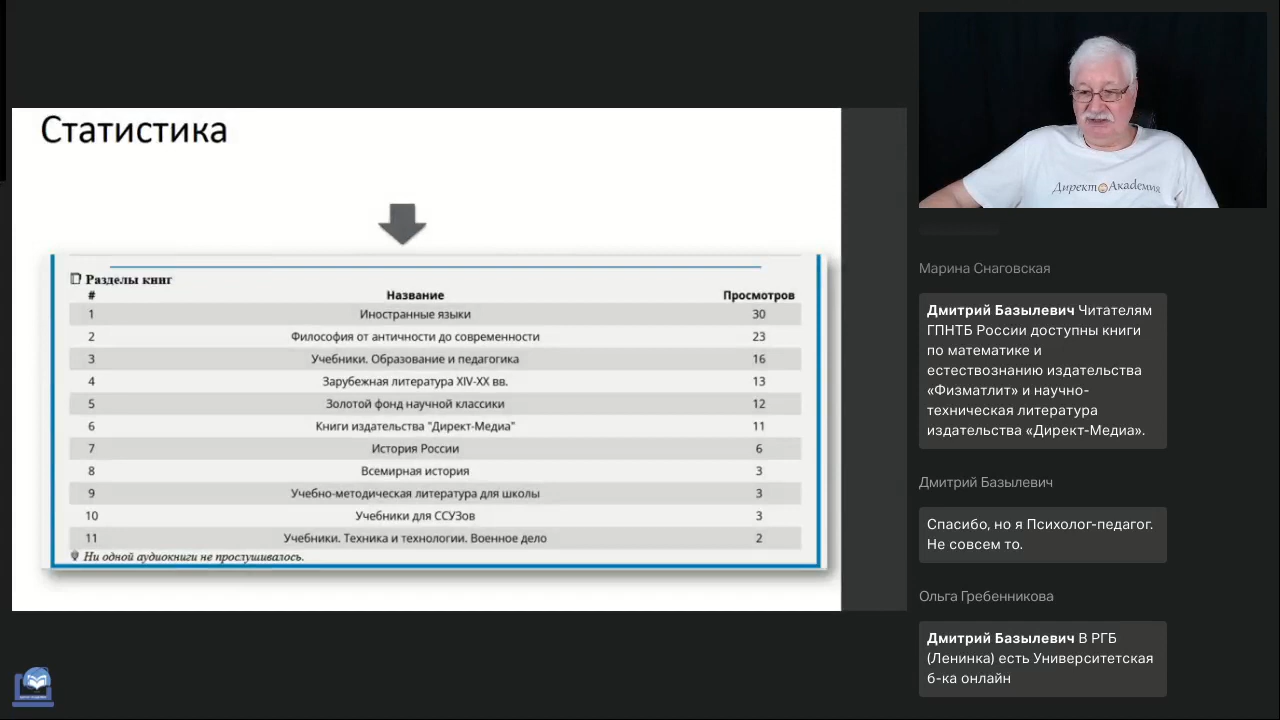 Статистика
Разделы книг
# Название Просмотров
1 Иностранные языки 30
2 Философия от античности до современности 23
3 Учебники. Образование и педагогика 16
4 Зарубежная литература XIV-XX вв. 13
5 Золотой фонд научной классики 12
6 Книги издательства "Директ-Медиа" 11
7 История России 6
8 Всемирная история 3
9 Учебно-методическая литература для школы 3
10 Учебники для ССУЗов 3
11 Учебники. Техника и технологии. Военное дело 2
Ни одной аудиокниги не прослушивалось.
Директ Академия
Марина Снаговская
Дмитрий Базылевич Читателям
ГПНТБ России доступны книги
по математике и
естествознанию издательства
«Физматлит» и научно-
техническая литература
издательства «Директ-Медиа».
Дмитрий Базылевич
Спасибо, но я Психолог-педагог.
Не совсем то.
Ольга Гребенникова
Дмитрий Базылевич В РГБ
(Ленинка) есть Университетская
б-ка онлайн